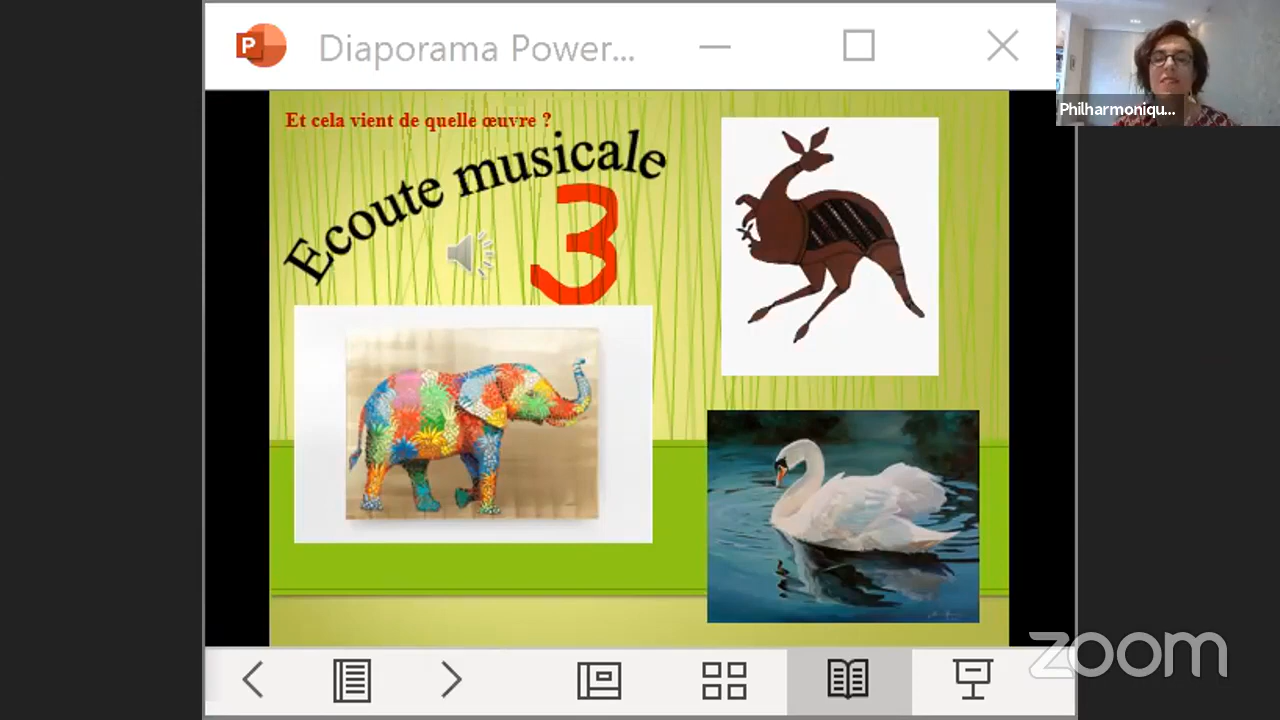 Diaporama Power...
Philharmoniqu...
Et cela vient de quelle œuvre ?
Ecoute musicale
3
zoom